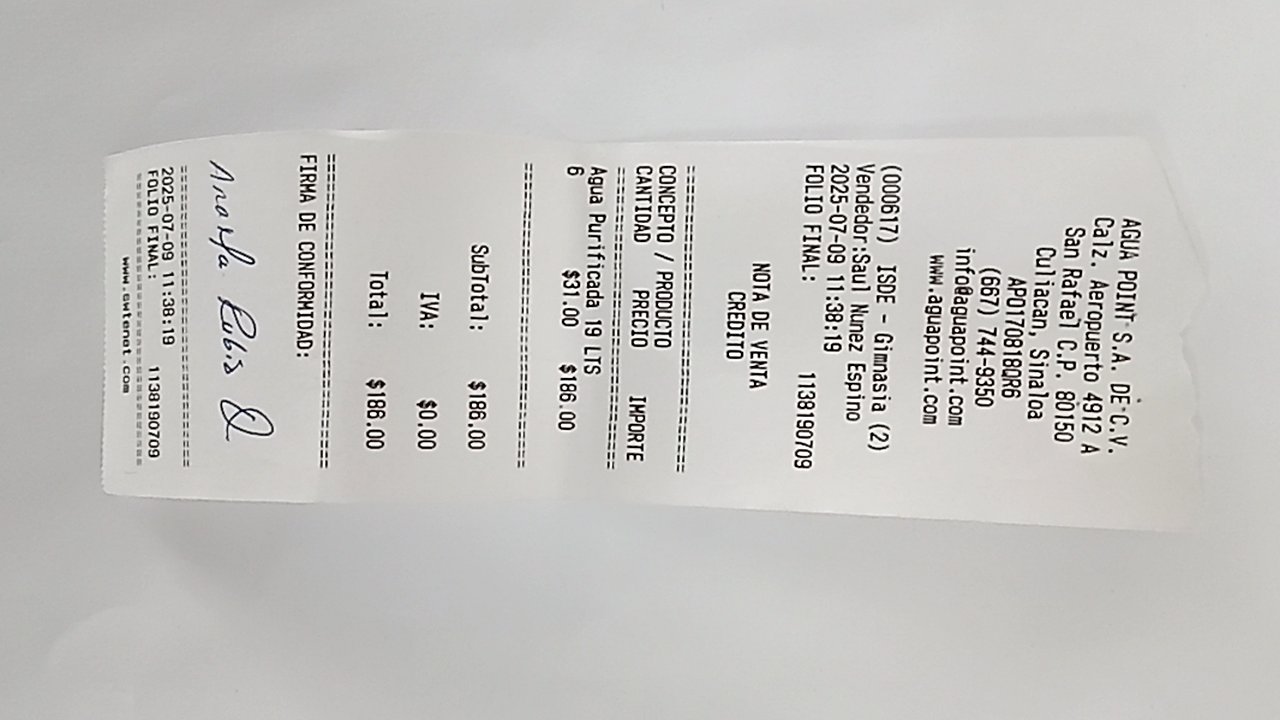 AGUA POINT S.A. DE C.V.
Calz. Aeropuerto 4912 A
San Rafael C.P. 80150
Culiacan, Sinaloa
APO170818QR6
(667) 744-9350
info@aguapoint.com
www.aguapoint.com
(000617) ISDE - Gimnasia (2)
Vendedor:Saul Nunez Espino
2025-07-09 11:38:19
FOLIO FINAL: 1138190709
NOTA DE VENTA
CREDITO
===================================
CONCEPTO / PRODUCTO
CANTIDAD PRECIO IMPORTE
===================================
Agua Purificada 19 LTS
6 $31.00 $186.00
===================================
SubTotal: $186.00
IVA: $0.00
Total: $186.00
===================================
FIRMA DE CONFORMIDAD:
Rubio
===================================
2025-07-09 11:38:19
FOLIO FINAL: 1138190709
===================================
www.ewtenet.com